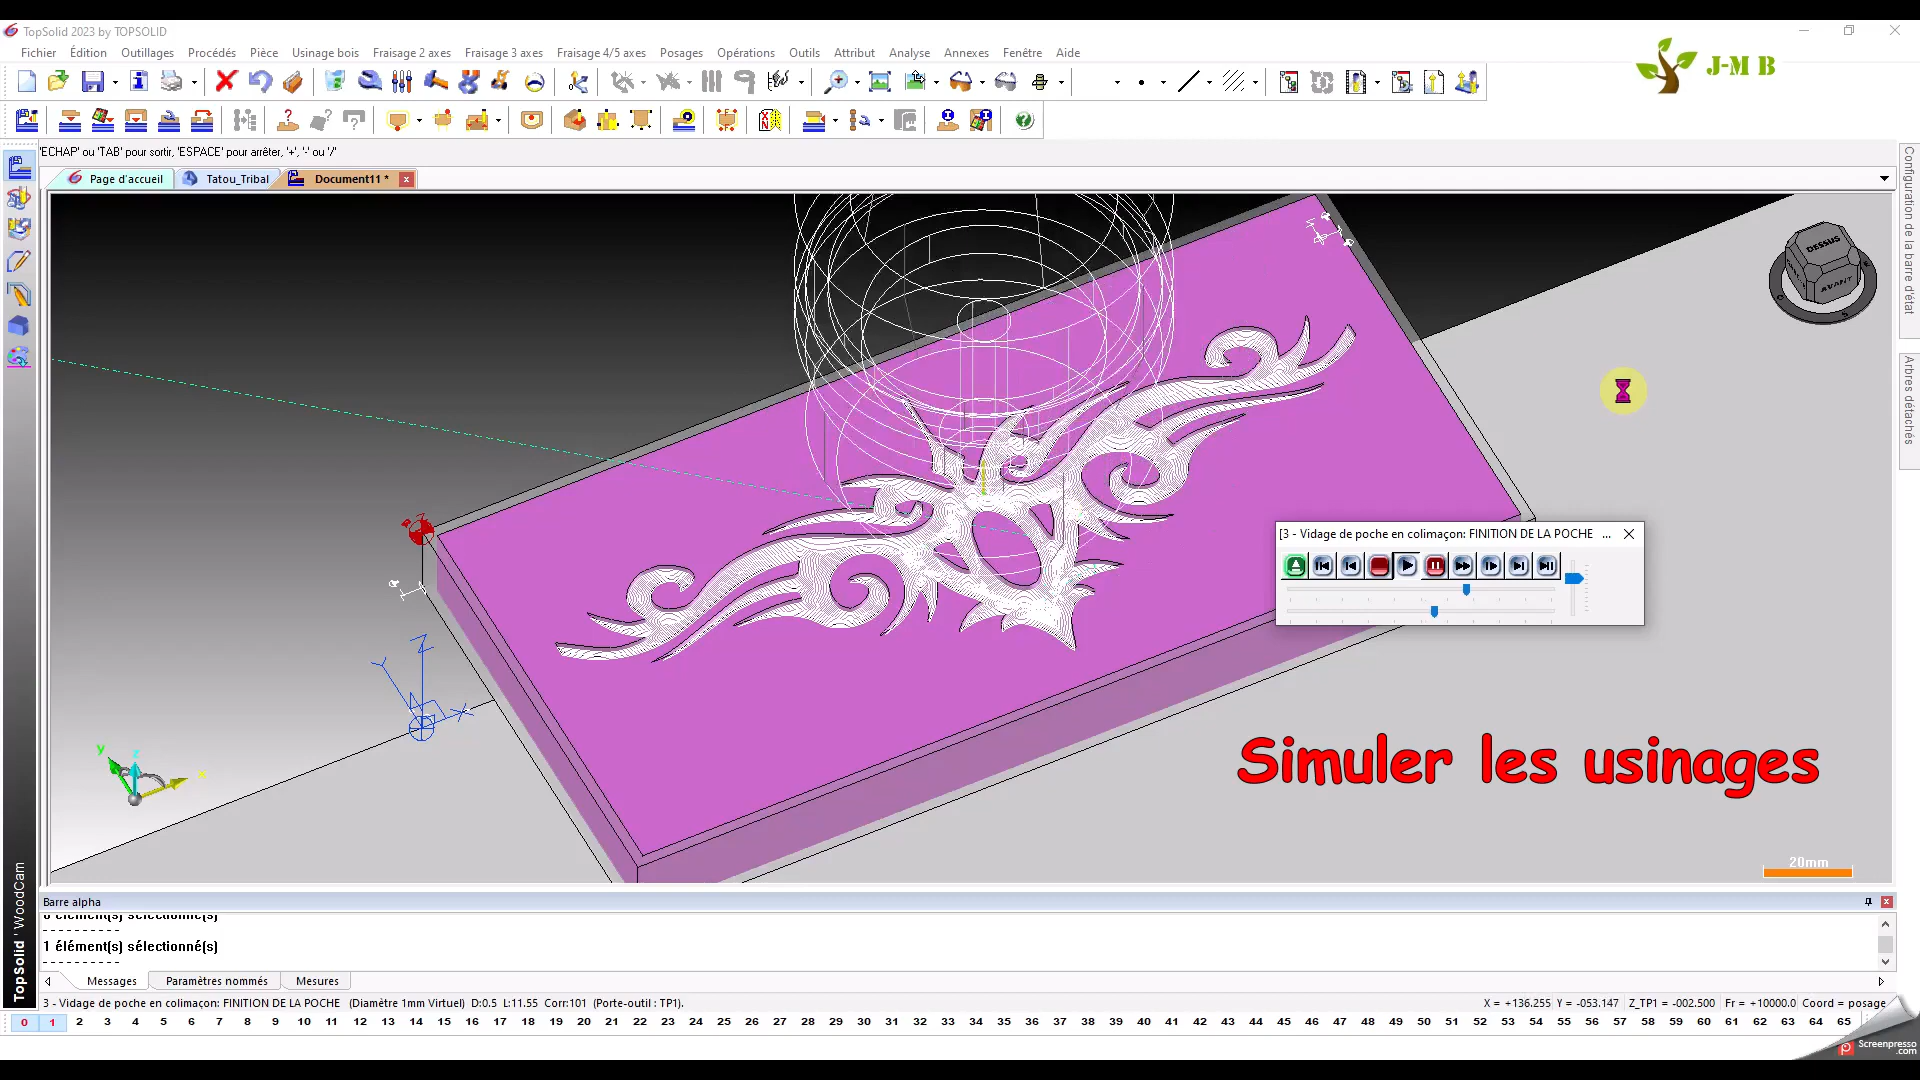 TopSolid 2023 by TOPSOLID
Fichier Édition Outillages Procédés Pièce Usinage bois Fraisage 2 axes Fraisage 3 axes Fraisage 4/5 axes Posages Opérations Outils Attribut Analyse Annexes Fenêtre Aide
J-M B
'ECHAP' ou 'TAB' pour sortir, 'ESPACE' pour arrêter, '+', '-' ou '/'
Page d'accueil Tatou_Tribal Document11 *
Configuration de la barre d'état
Arbres détachés
DESSUS
AVANT
[3 - Vidage de poche en colimaçon: FINITION DE LA POCHE ...
Z
Y
X
y z x
Simuler les usinages
20mm
TopSolid ' WoodCam
Barre alpha
0 élément(s) sélectionné(s)
----------
1 élément(s) sélectionné(s)
----------
Messages Paramètres nommés Mesures
3 - Vidage de poche en colimaçon: FINITION DE LA POCHE (Diamètre 1mm Virtuel) D:0.5 L:11.55 Corr:101 (Porte-outil : TP1). X = +136.255 Y = -053.147 Z_TP1 = -002.500 Fr = +10000.0 Coord = posage
0 1 2 3 4 5 6 7 8 9 10 11 12 13 14 15 16 17 18 19 20 21 22 23 24 25 26 27 28 29 30 31 32 33 34 35 36 37 38 39 40 41 42 43 44 45 46 47 48 49 50 51 52 53 54 55 56 57 58 59 60 61 62 63 64 65
Screenpresso
.com